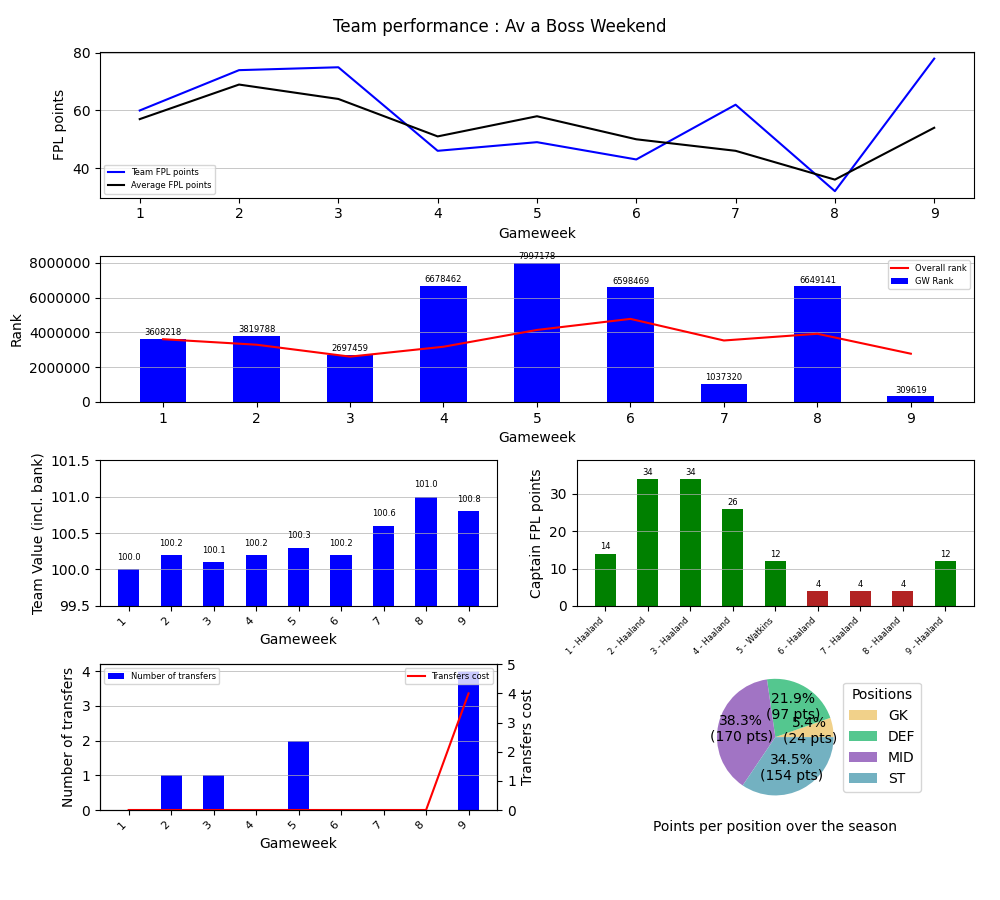 Team performance : Av a Boss Weekend
80
60
40
FPL points
Team FPL points
Average FPL points
1 2 3 4 5 6 7 8 9
Gameweek
8000000
6000000
4000000
2000000
0
Rank
3608218
3819788
2697459
6678462
7997178
6598469
1037320
6649141
309619
Overall rank
GW Rank
1 2 3 4 5 6 7 8 9
Gameweek
101.5
101.0
100.5
100.0
99.5
Team Value (incl. bank)
100.0
100.2
100.1
100.2
100.3
100.2
100.6
101.0
100.8
1 2 3 4 5 6 7 8 9
Gameweek
30
20
10
0
Captain FPL points
14
34
34
26
12
4
4
4
12
1 - Haaland
2 - Haaland
3 - Haaland
4 - Haaland
5 - Watkins
6 - Haaland
7 - Haaland
8 - Haaland
9 - Haaland
4
3
2
1
0
Number of transfers
Number of transfers
Transfers cost
5
4
3
2
1
0
Transfers cost
1 2 3 4 5 6 7 8 9
Gameweek
21.9%
(97 pts)
5.4%
(24 pts)
38.3%
(170 pts)
34.5%
(154 pts)
Positions
GK
DEF
MID
ST
Points per position over the season